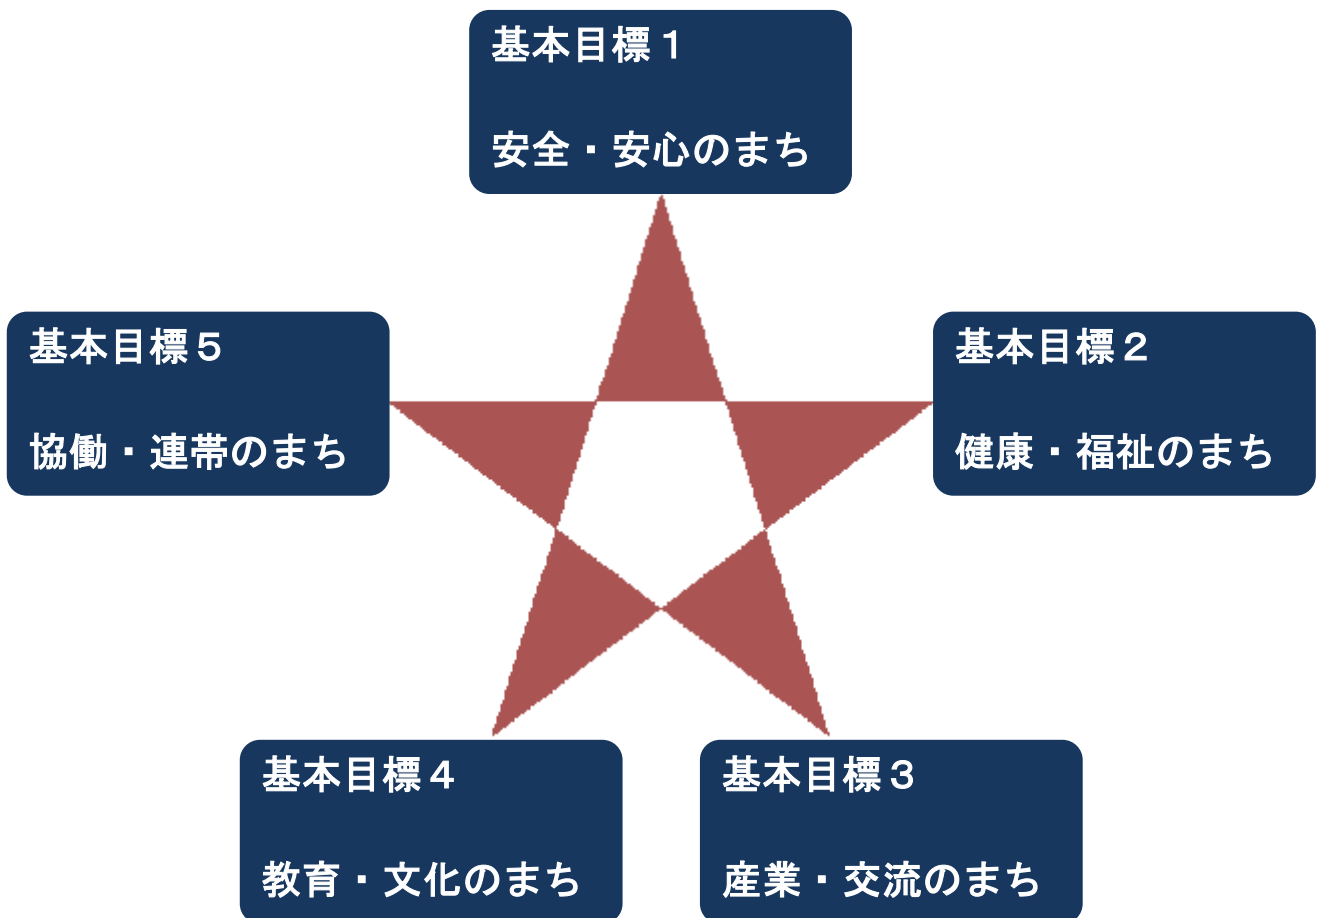 基本目標１
安全・安心のまち
基本目標２
健康・福祉のまち
基本目標３
産業・交流のまち
基本目標４
教育・文化のまち
基本目標５
協働・連帯のまち